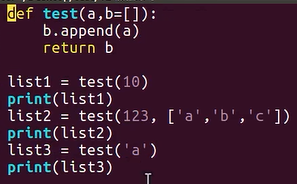 def test(a,b=[]):
    b.append(a)
    return b

list1 = test(10)
print(list1)
list2 = test(123, ['a','b','c'])
print(list2)
list3 = test('a')
print(list3)